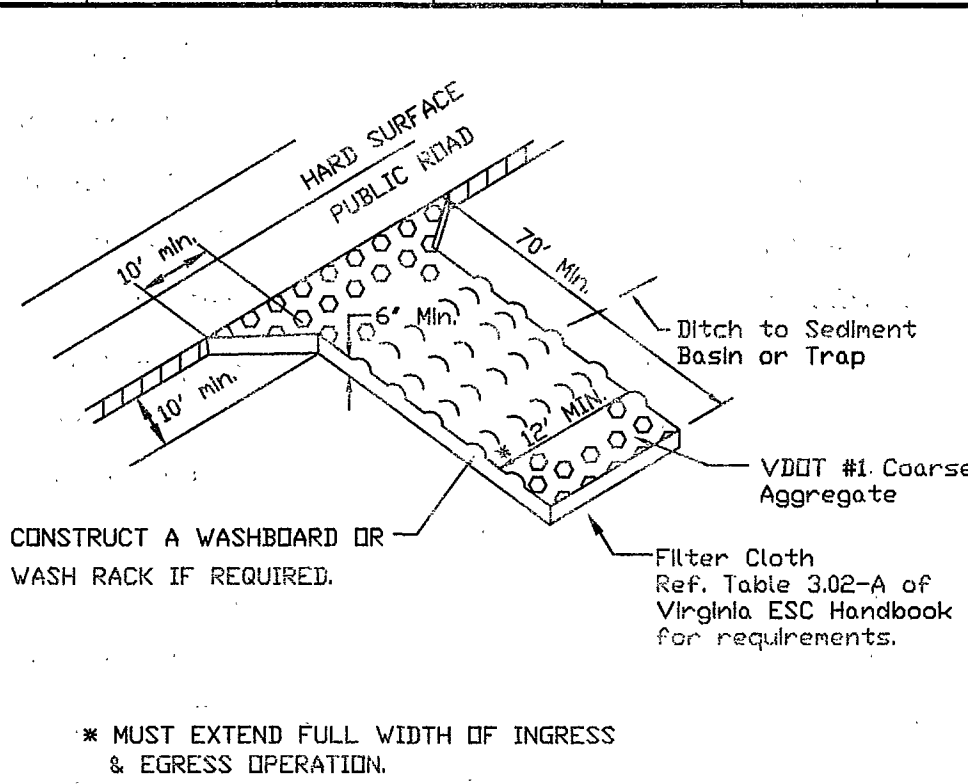 HARD SURFACE
PUBLIC ROAD
10' min.
70' Min.
6" Min.
Ditch to Sediment
Basin or Trap
10' min.
* 12' MIN.
VDOT #1 Coarse
Aggregate
CONSTRUCT A WASHBOARD OR
WASH RACK IF REQUIRED.
Filter Cloth
Ref. Table 3.02-A of
Virginia ESC Handbook
for requirements.
* MUST EXTEND FULL WIDTH OF INGRESS
& EGRESS OPERATION.